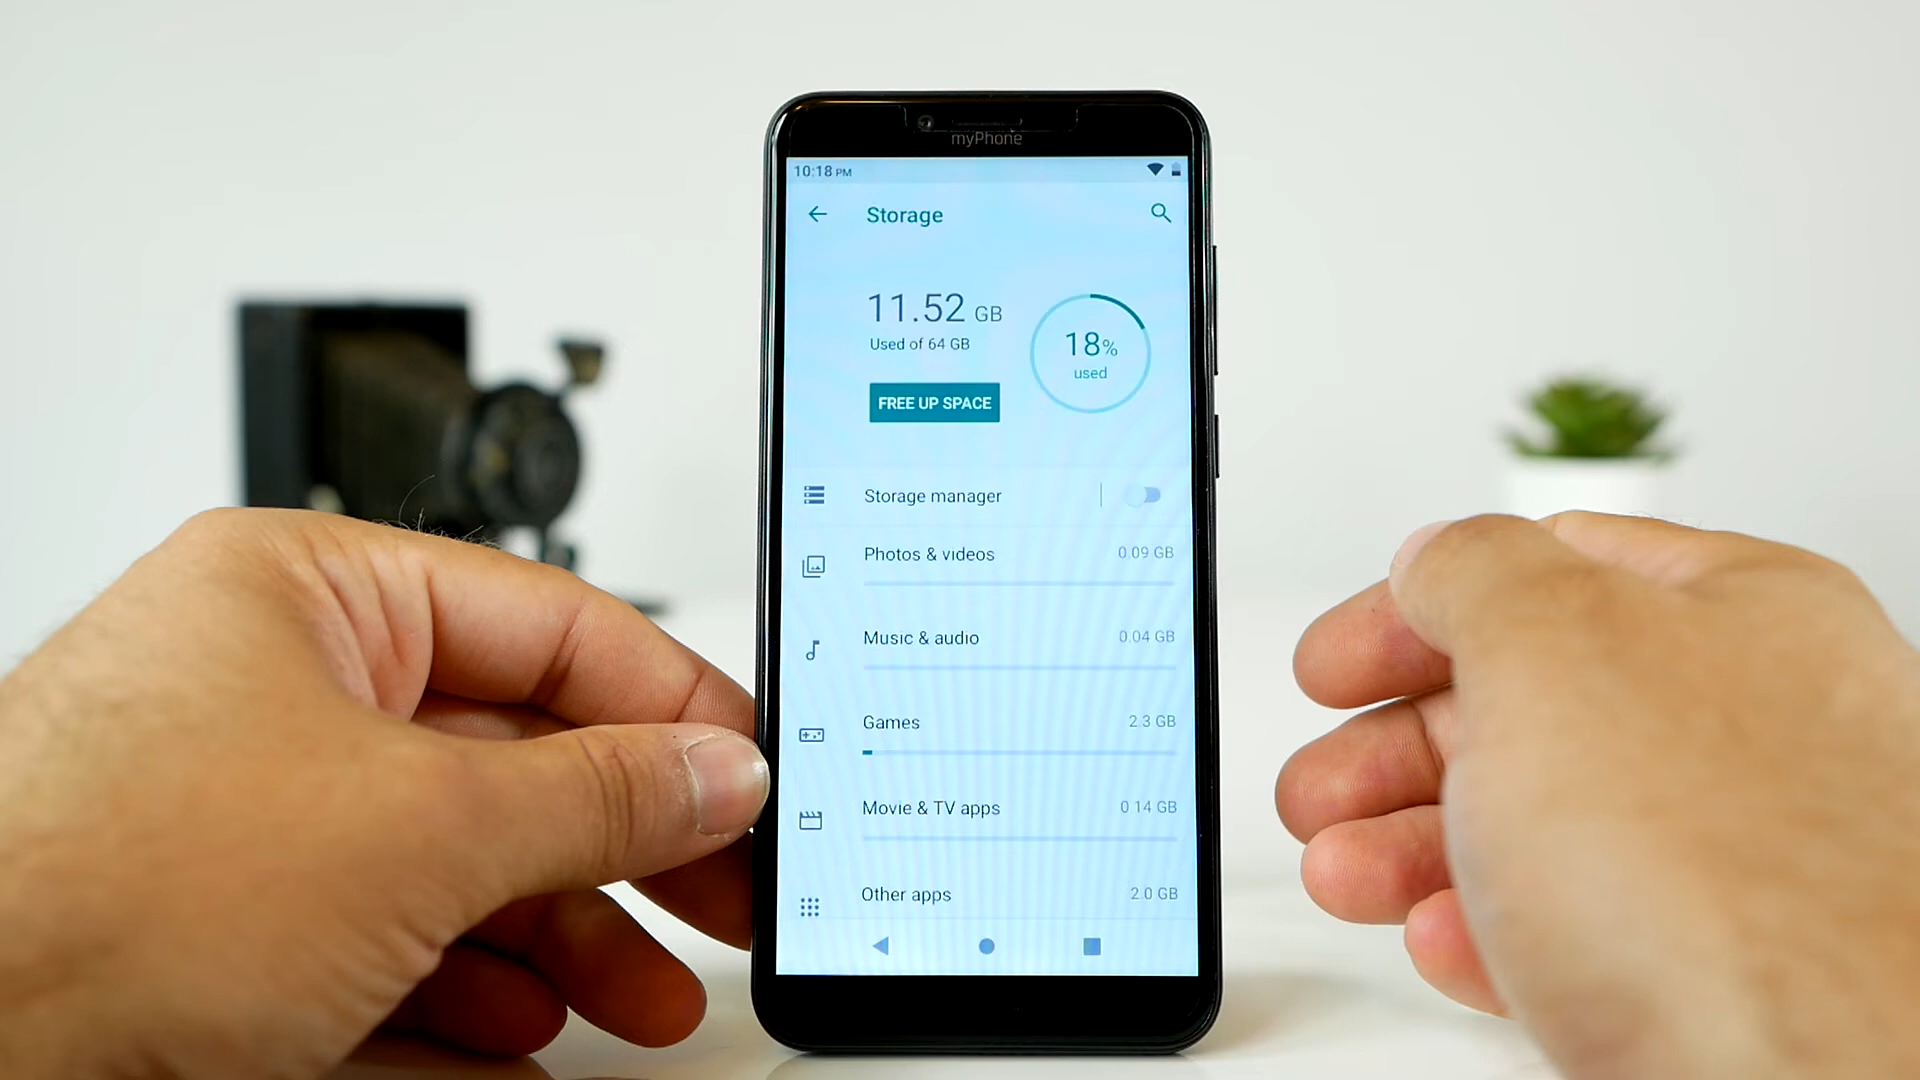 myPhone
10:18 PM
Storage
11.52 GB
Used of 64 GB
18%
used
FREE UP SPACE
Storage manager
Photos & videos 0.09 GB
Music & audio 0.04 GB
Games 2.3 GB
Movie & TV apps 0.14 GB
Other apps 2.0 GB